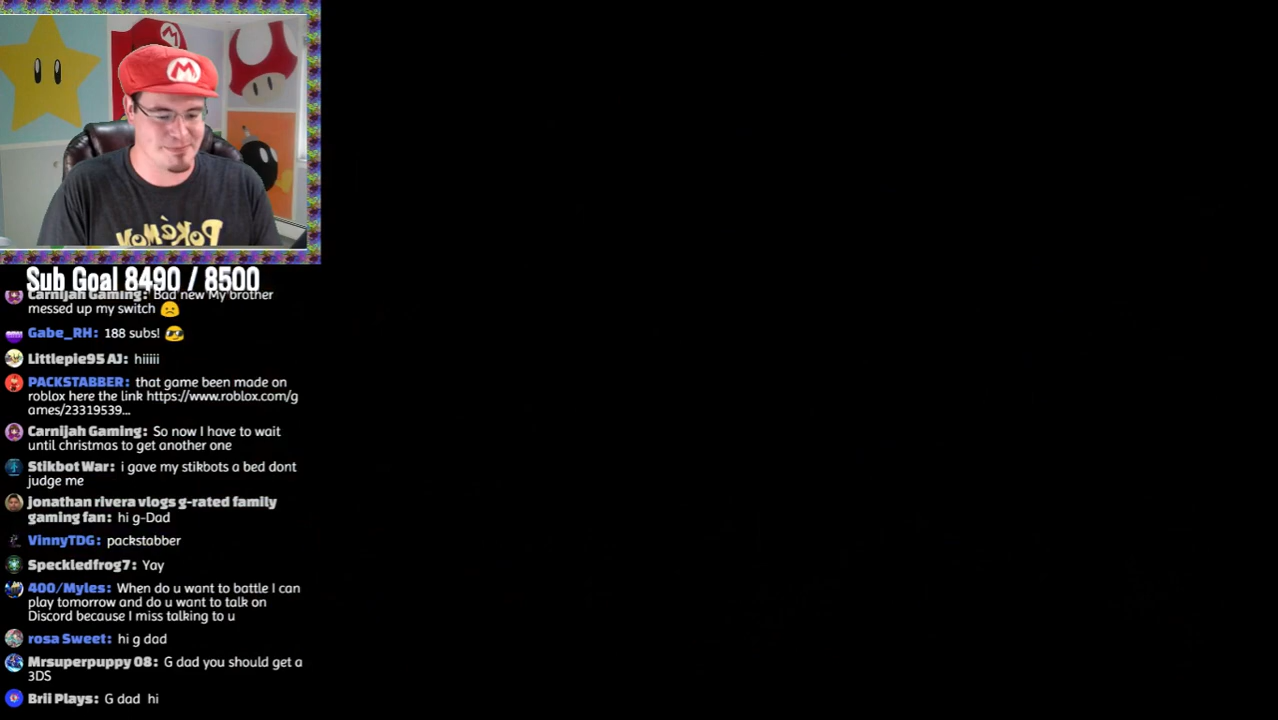 M
M
POKéMON
Sub Goal 8490 / 8500
Carnijah Gaming: Bad new My brother
messed up my switch
Gabe_RH: 188 subs!
Littlepie95 AJ: hiiiii
PACKSTABBER: that game been made on
roblox here the link https://www.roblox.com/g
ames/23319539...
Carnijah Gaming: So now I have to wait
until christmas to get another one
Stikbot War: i gave my stikbots a bed dont
judge me
jonathan rivera vlogs g-rated family
gaming fan: hi g-Dad
VinnyTDG: packstabber
Speckledfrog7: Yay
400/Myles: When do u want to battle I can
play tomorrow and do u want to talk on
Discord because I miss talking to u
rosa Sweet: hi g dad
Mrsuperpuppy 08: G dad you should get a
3DS
Brii Plays: G dad hi